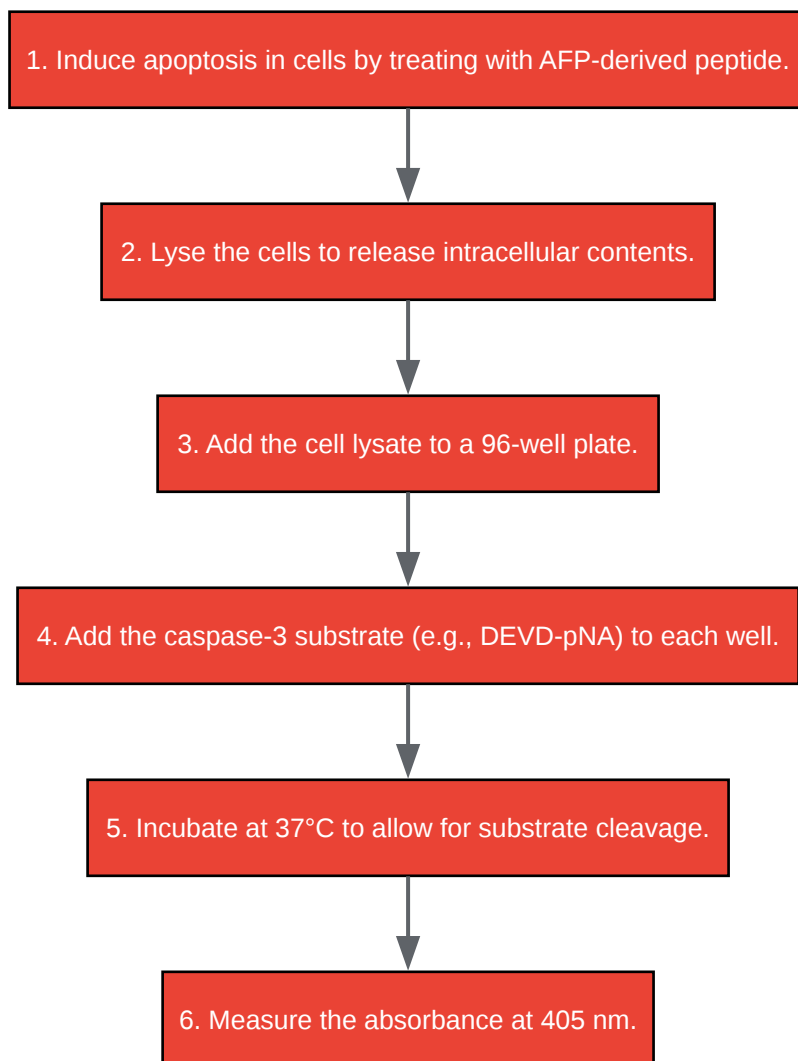 1. Induce apoptosis in cells by treating with AFP-derived peptide.
2. Lyse the cells to release intracellular contents.
3. Add the cell lysate to a 96-well plate.
4. Add the caspase-3 substrate (e.g., DEVD-pNA) to each well.
5. Incubate at 37°C to allow for substrate cleavage.
6. Measure the absorbance at 405 nm.